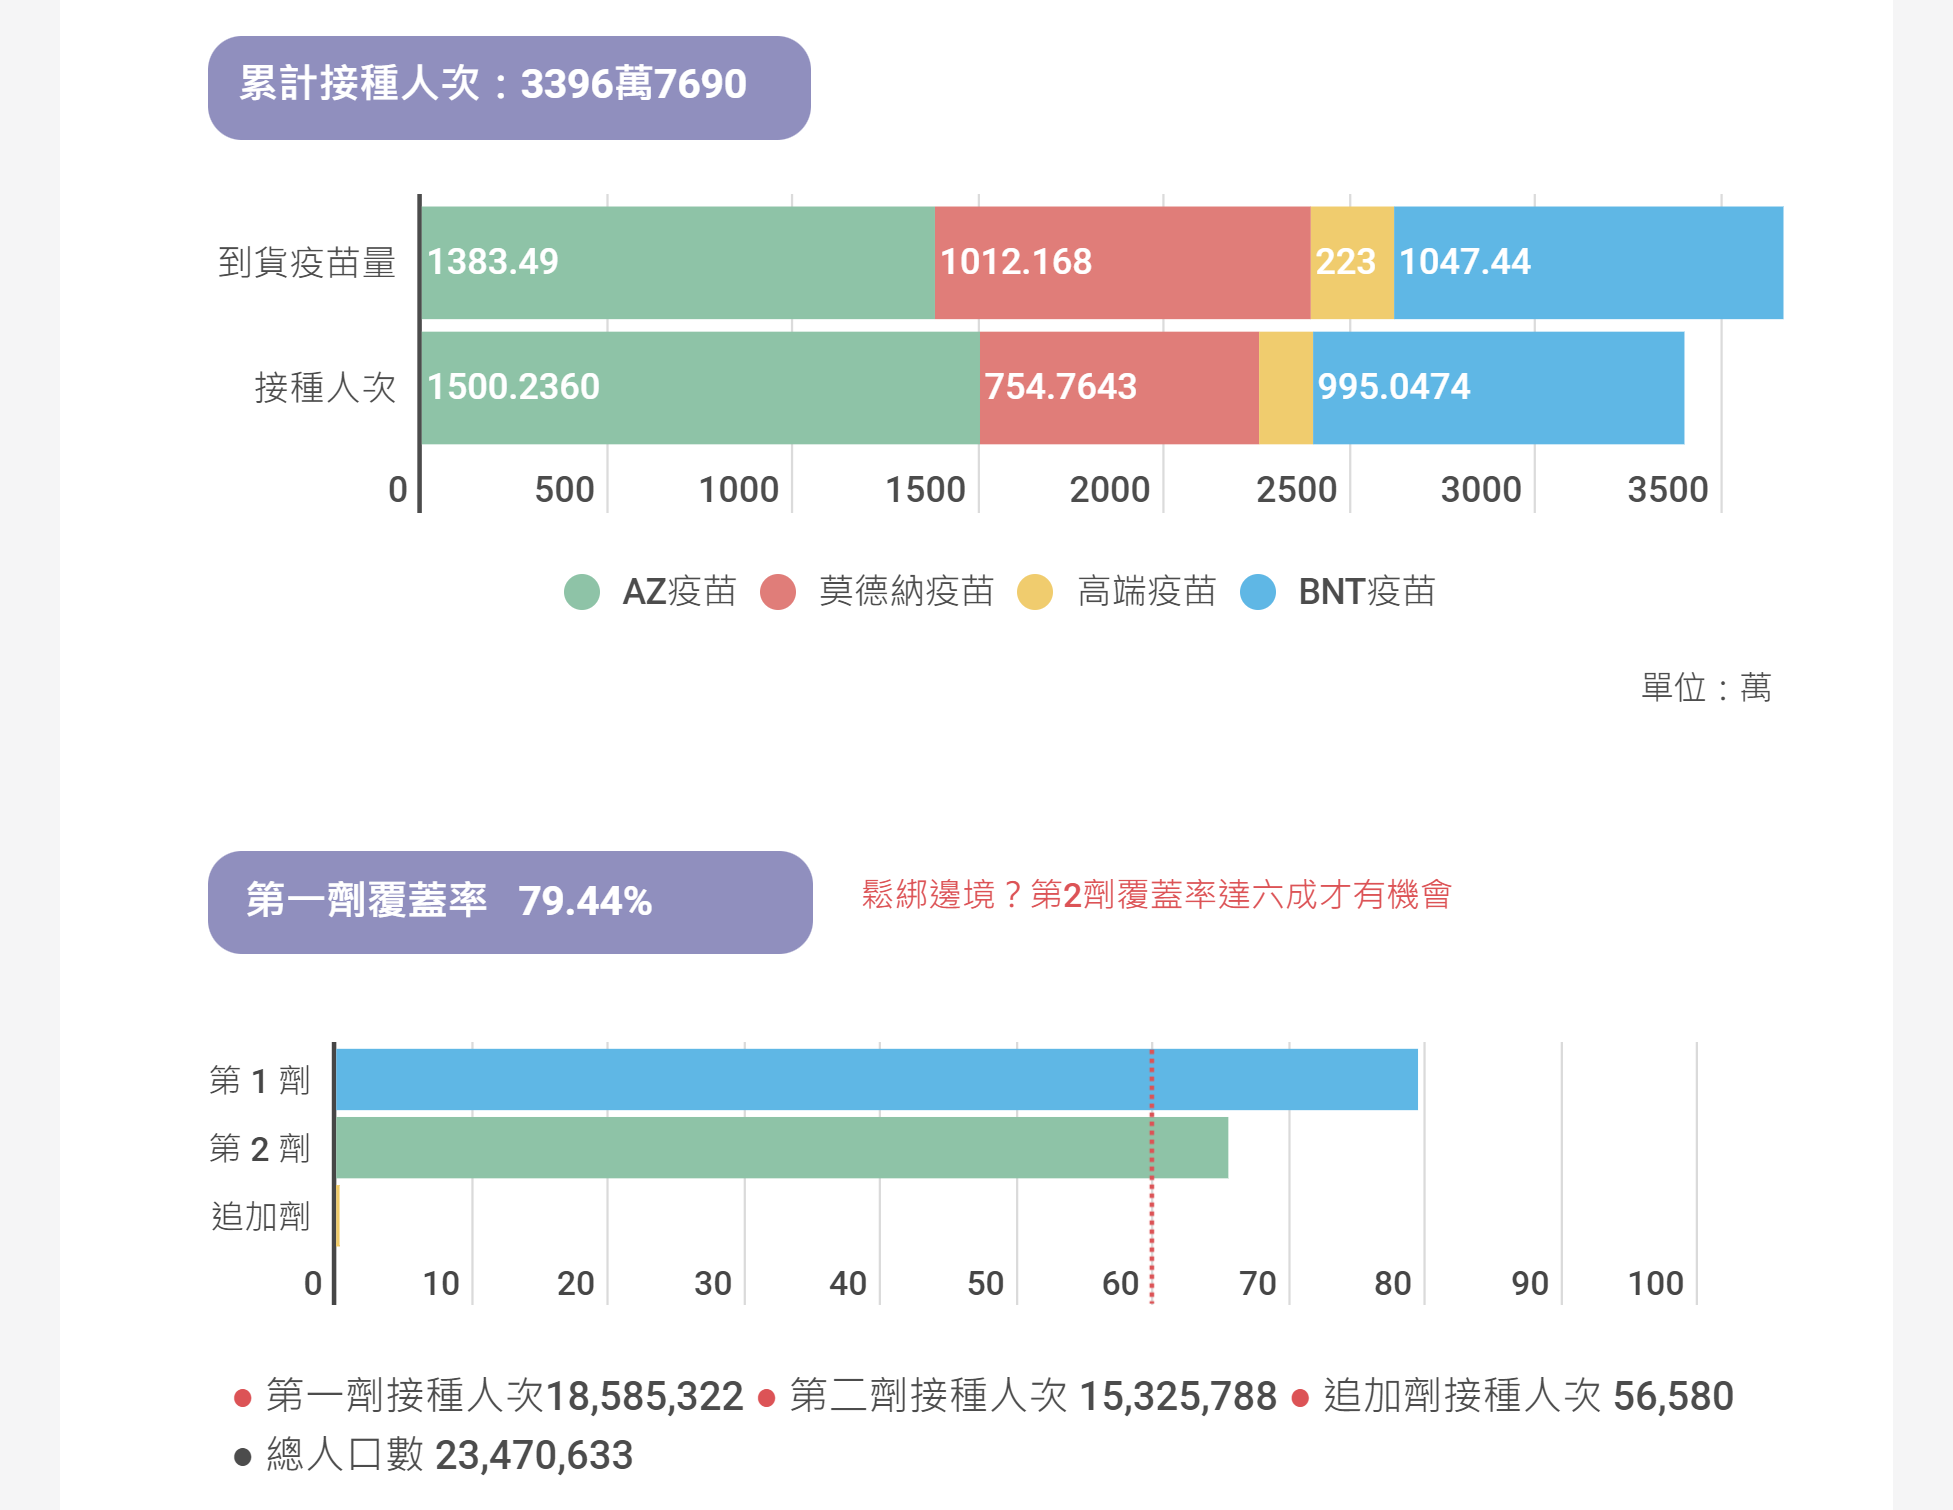 累計接種人次：3396萬7690
到貨疫苗量 1383.49 1012.168 223 1047.44
接種人次 1500.2360 754.7643 995.0474
0 500 1000 1500 2000 2500 3000 3500
AZ疫苗 莫德納疫苗 高端疫苗 BNT疫苗
單位：萬
第一劑覆蓋率 79.44%
鬆綁邊境？第2劑覆蓋率達六成才有機會
第 1 劑
第 2 劑
追加劑
0 10 20 30 40 50 60 70 80 90 100
第一劑接種人次18,585,322 第二劑接種人次 15,325,788 追加劑接種人次 56,580
總人口數 23,470,633